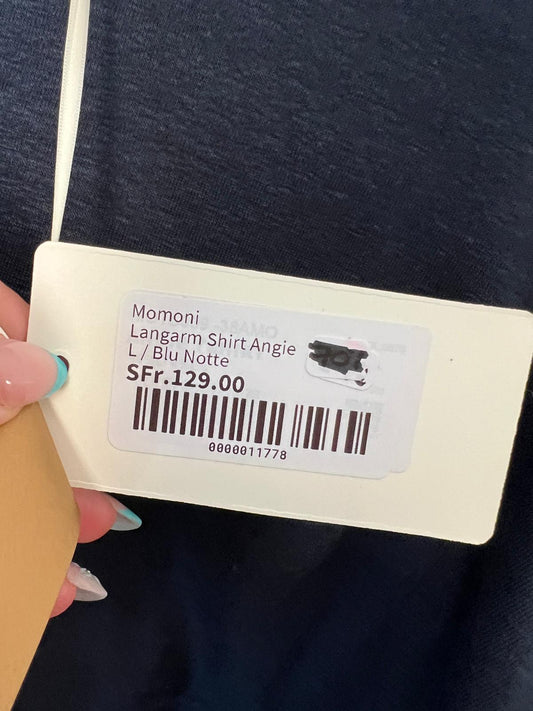 Momoni
Langarm Shirt Angie
L / Blu Notte
SFr.129.00
0000011778